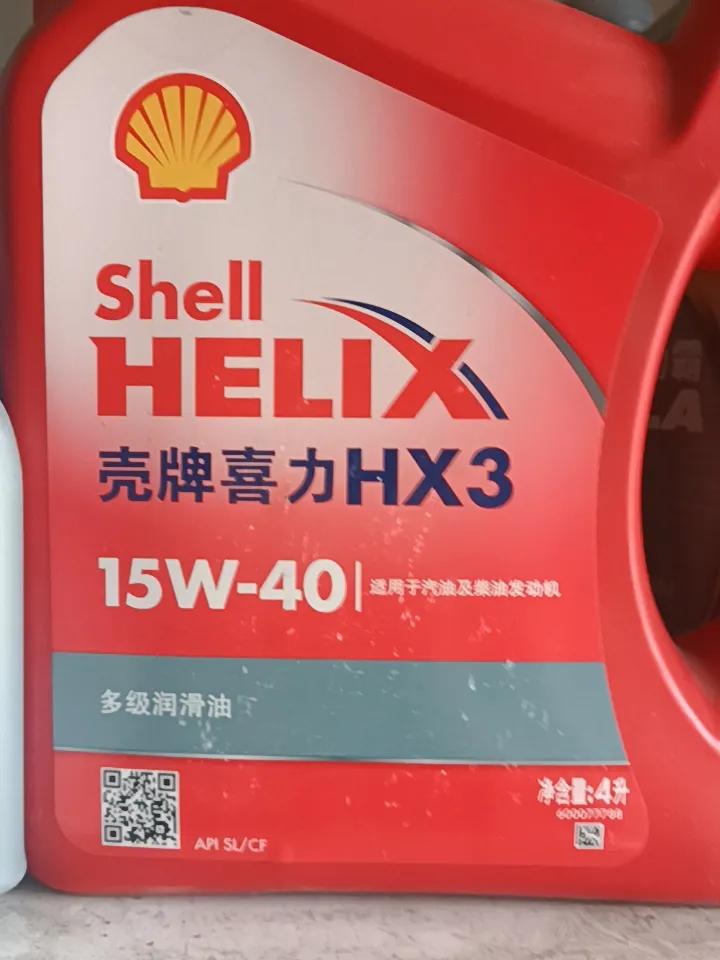 Shell
HELIX
壳牌喜力HX3
15W-40 适用于汽油及柴油发动机
多级润滑油
API SL/CF
净含量:4升